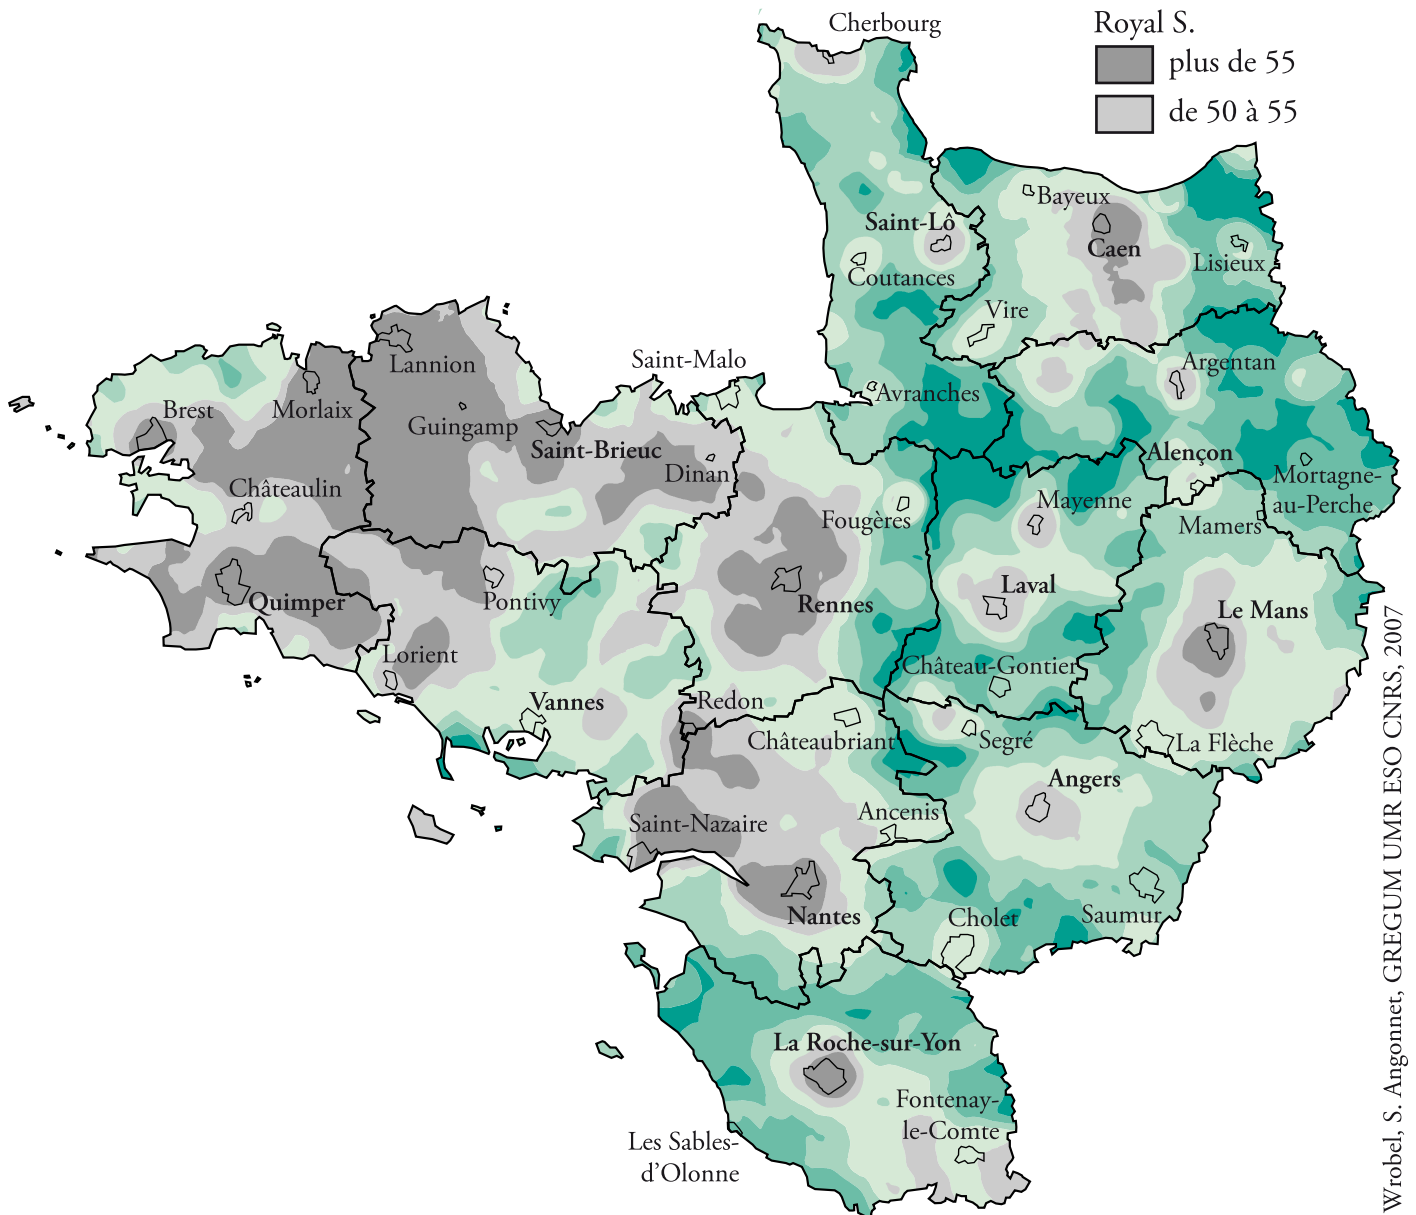 Cherbourg
Royal S.
plus de 55
de 50 à 55
Bayeux
Saint-Lô
Caen
Lisieux
Coutances
Vire
Saint-Malo
Lannion
Argentan
Avranches
Brest
Morlaix
Guingamp
Saint-Brieuc
Dinan
Alençon
Mortagne-
au-Perche
Châteaulin
Fougères
Mayenne
Mamers
Quimper
Pontivy
Rennes
Laval
Le Mans
Lorient
Château-Gontier
Vannes
Redon
Châteaubriant
Segré
La Flèche
Angers
Saint-Nazaire
Ancenis
Nantes
Cholet
Saumur
La Roche-sur-Yon
Fontenay-
le-Comte
Les Sables-
d'Olonne
Wrobel, S. Angonnet, GREGUM UMR ESO CNRS, 2007